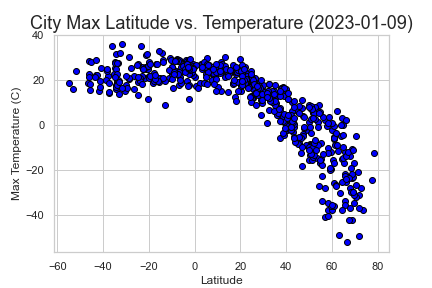 City Max Latitude vs. Temperature (2023-01-09)
Max Temperature (C)
40
20
0
−20
−40
−60 −40 −20 0 20 40 60 80
Latitude